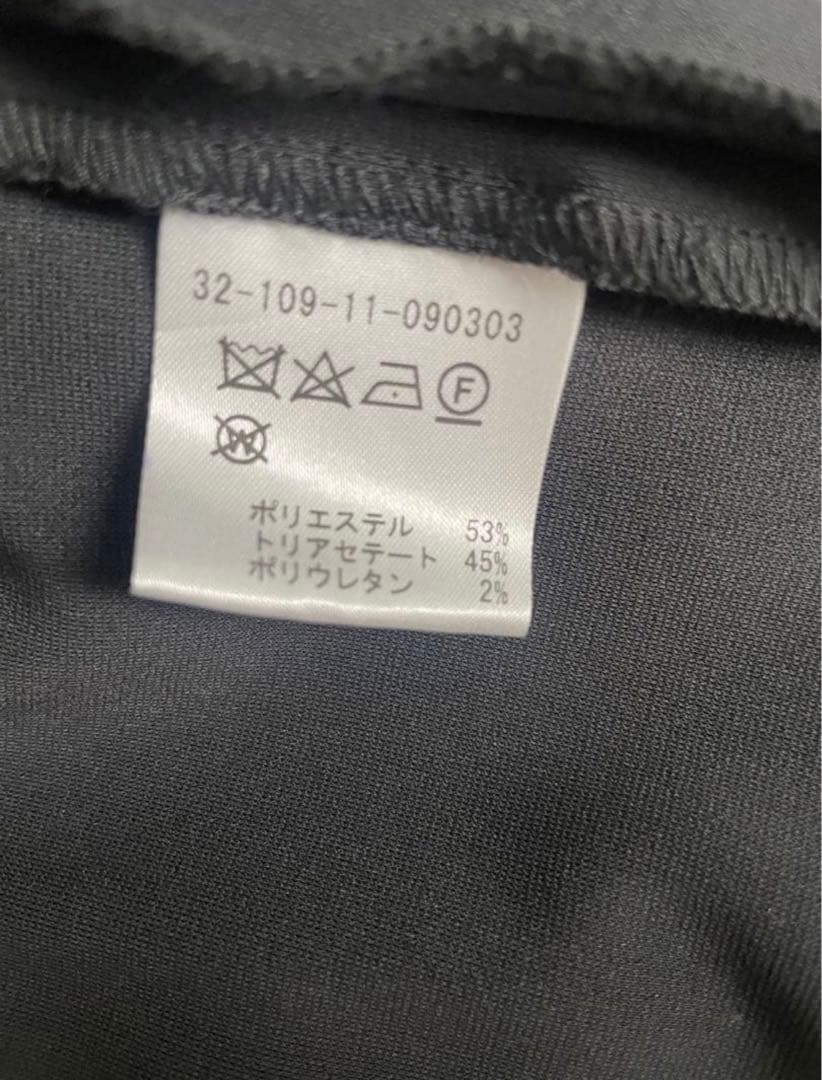 32-109-11-090303
F
W
ポリエステル 53%
トリアセテート 45%
ポリウレタン 2%